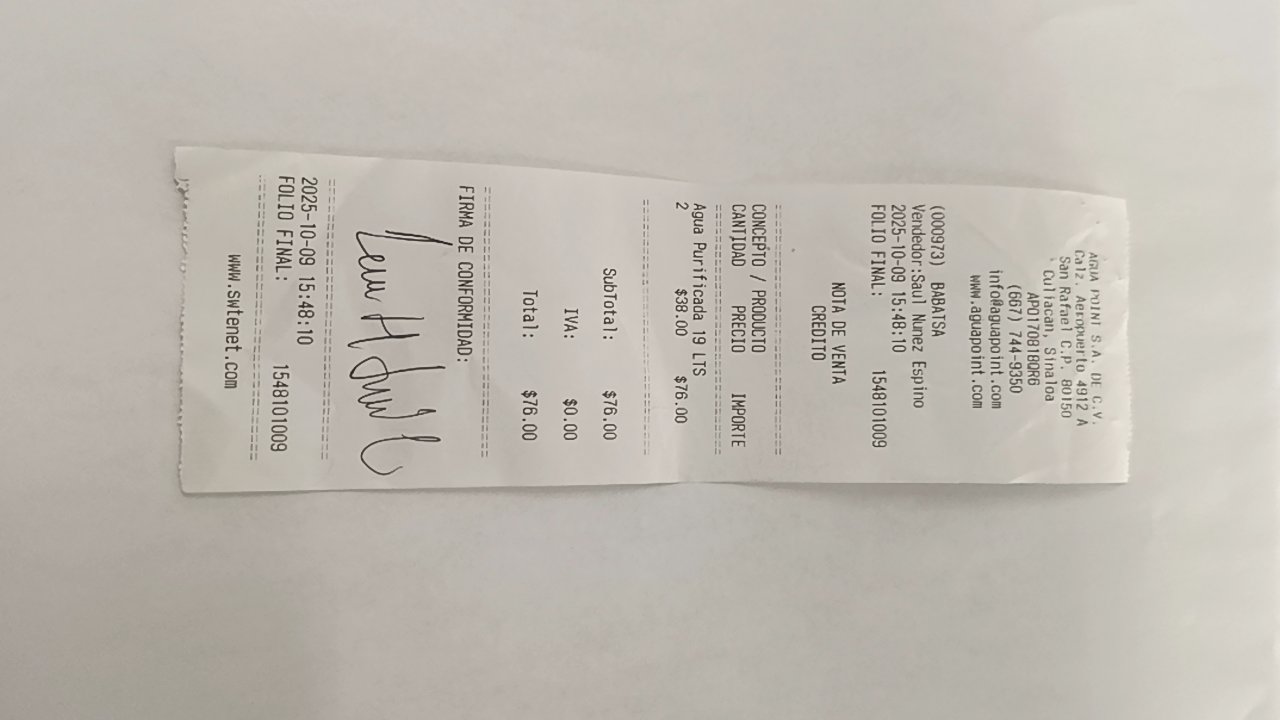 AGUA POINT S.A. DE C.V.
Calz. Aeropuerto 4912 A
San Rafael C.P. 80150
Culiacan, Sinaloa
APO170818QR6
(667) 744-9350
info@aguapoint.com
www.aguapoint.com
(000973) BABATSA
Vendedor:Saul Nunez Espino
2025-10-09 15:48:10
FOLIO FINAL: 1548101009
NOTA DE VENTA
CREDITO
CONCEPTO / PRODUCTO
CANTIDAD PRECIO IMPORTE
Agua Purificada 19 LTS
2 $38.00 $76.00
SubTotal: $76.00
IVA: $0.00
Total: $76.00
FIRMA DE CONFORMIDAD:
2025-10-09 15:48:10
FOLIO FINAL: 1548101009
www.swtenet.com